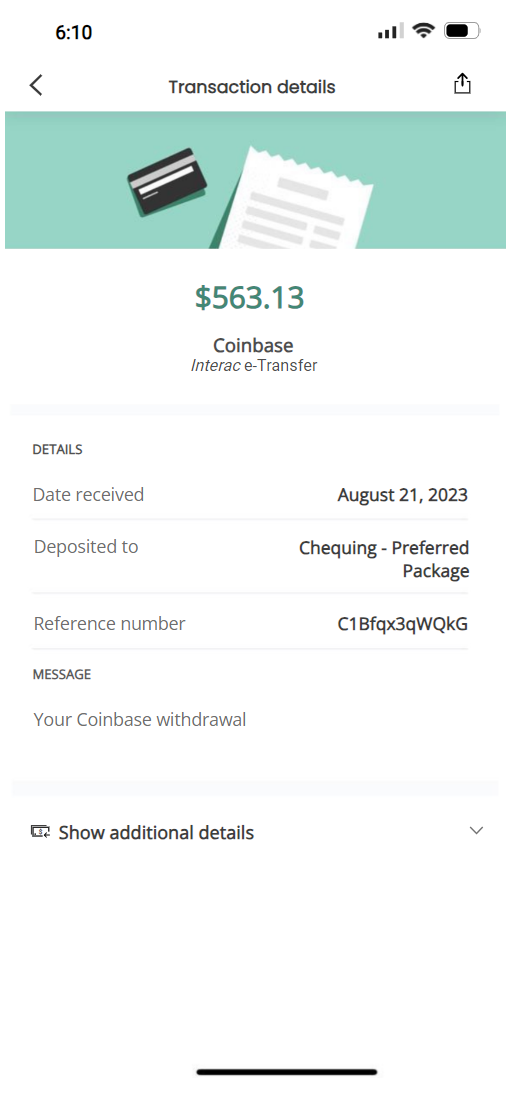 6:10
Transaction details
$563.13
Coinbase
Interac e-Transfer
DETAILS
Date received August 21, 2023
Deposited to Chequing - Preferred
Package
Reference number C1Bfqx3qWQkG
MESSAGE
Your Coinbase withdrawal
Show additional details